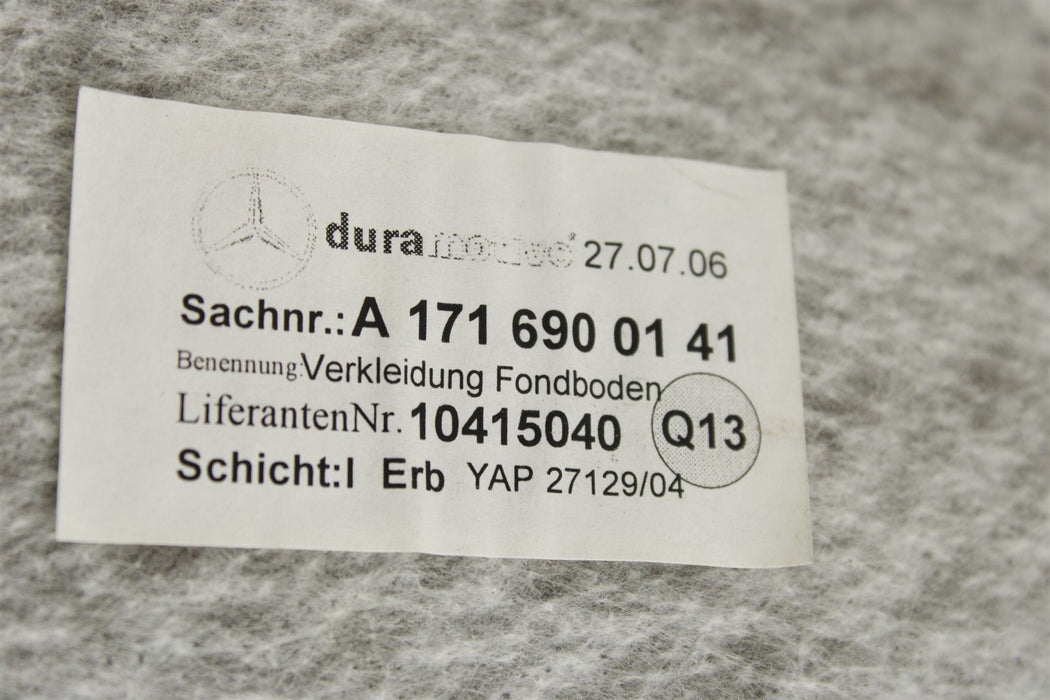 duramotive 27.07.06
Sachnr.: A 171 690 01 41
Benennung: Verkleidung Fondboden
LiferantenNr. 10415040 Q13
Schicht:I Erb YAP 27129/04